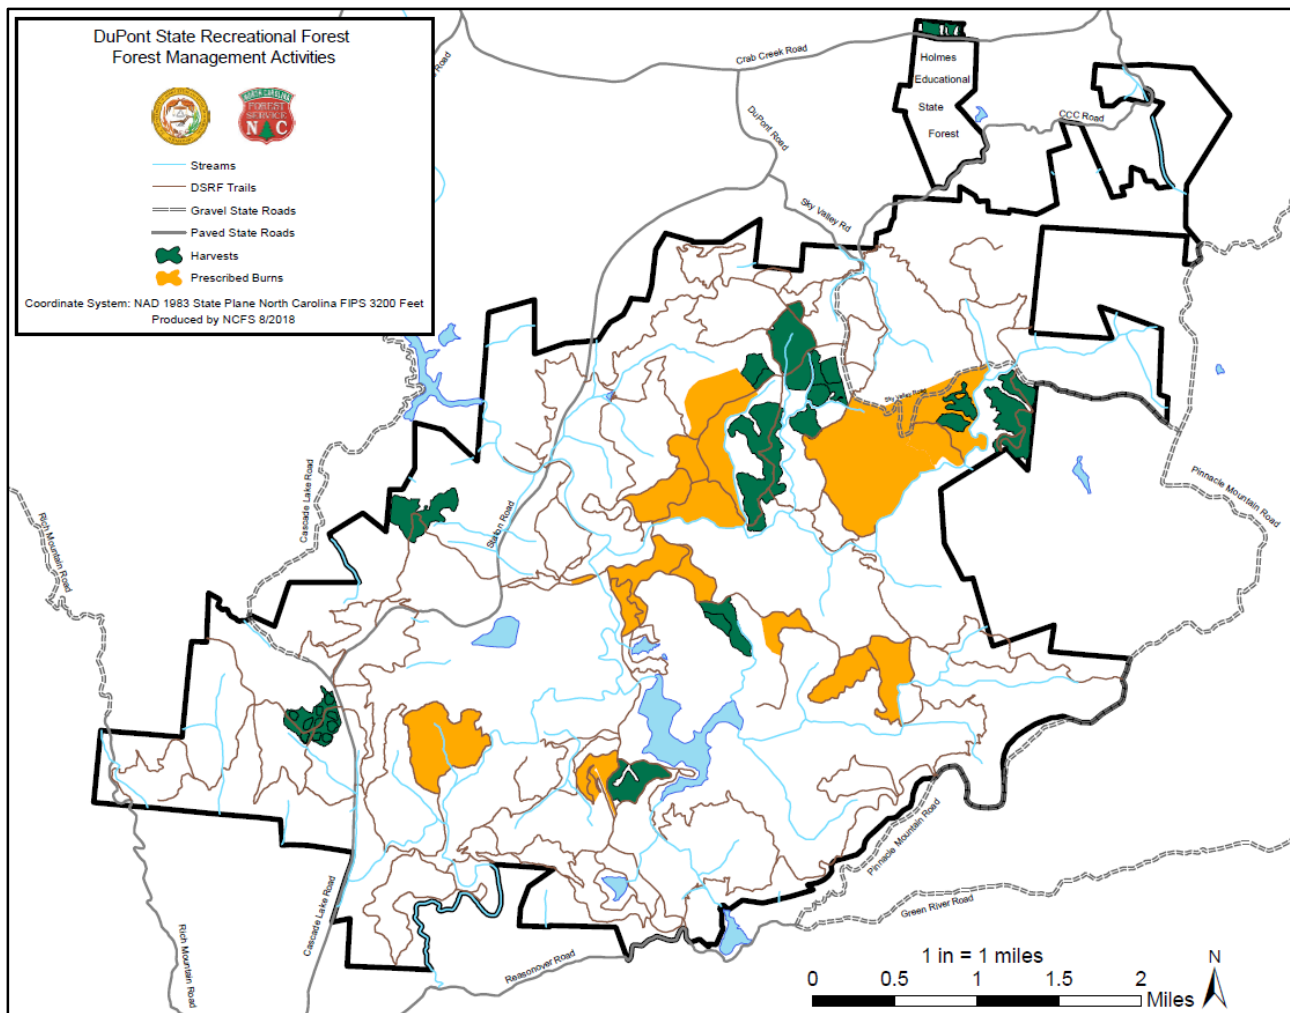 DuPont State Recreational Forest
Forest Management Activities
FOREST
SERVICE
N C
Streams
DSRF Trails
Gravel State Roads
Paved State Roads
Harvests
Prescribed Burns
Coordinate System: NAD 1983 State Plane North Carolina FIPS 3200 Feet
Produced by NCFS 8/2018
Road
Crab Creek Road
DuPont Road
Sky Valley Rd
Holmes
Educational
State
Forest
CCC Road
Sky Valley Road
Pinnacle Mountain Road
Cascade Lake Road
Rich Mountain Road
Staton Road
Cascade Lake Road
Rich Mountain Road
Reasonover Road
Pinnacle Mountain Road
Green River Road
1 in = 1 miles
0 0.5 1 1.5 2
Miles
N